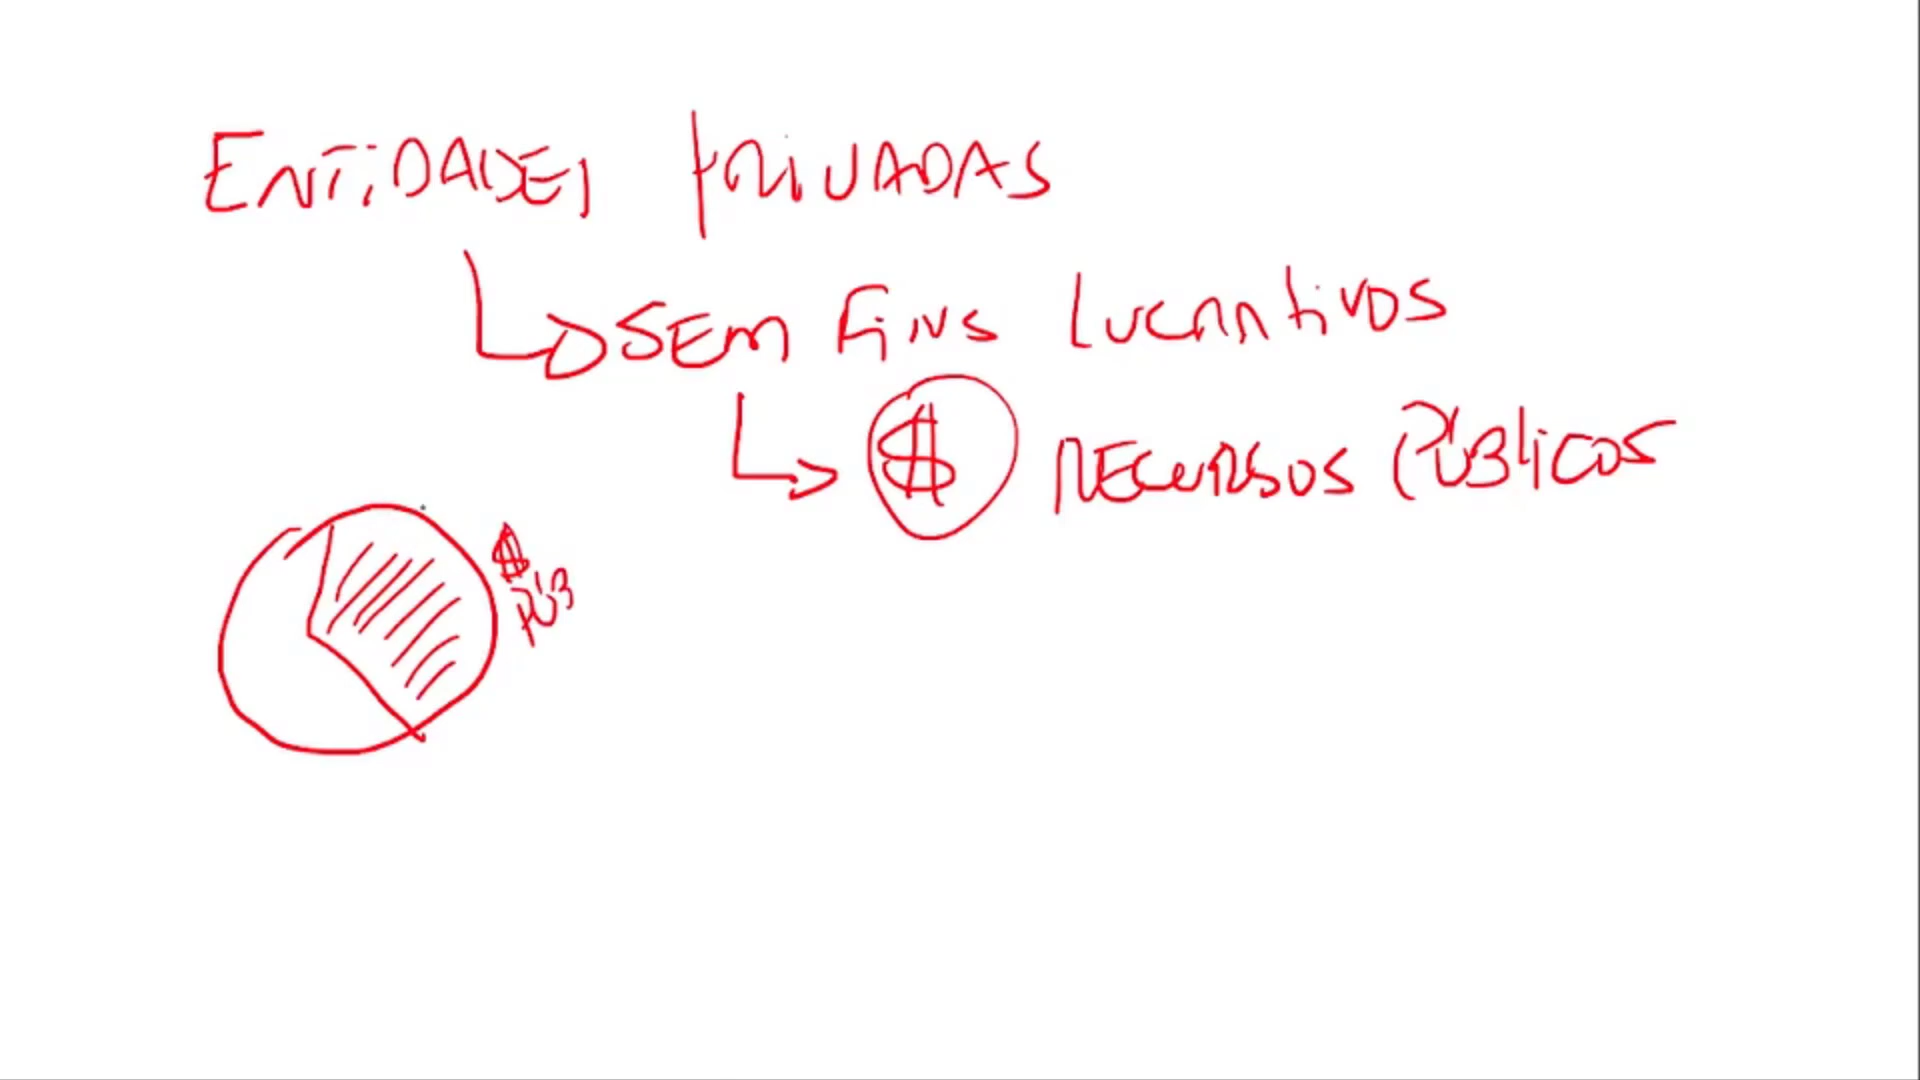 ENTIDADES PRIVADAS
SEM FINS LUCRATIVOS
$ RECURSOS PÚBLICOS
$
PÚB